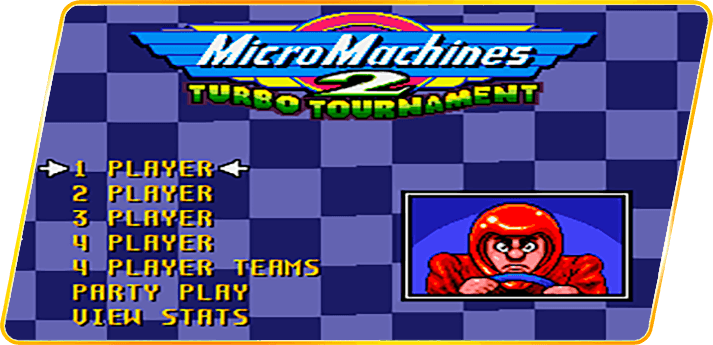 MicroMachines
2
TURBO TOURNAMENT
1 PLAYER
2 PLAYER
3 PLAYER
4 PLAYER
4 PLAYER TEAMS
PARTY PLAY
VIEW STATS